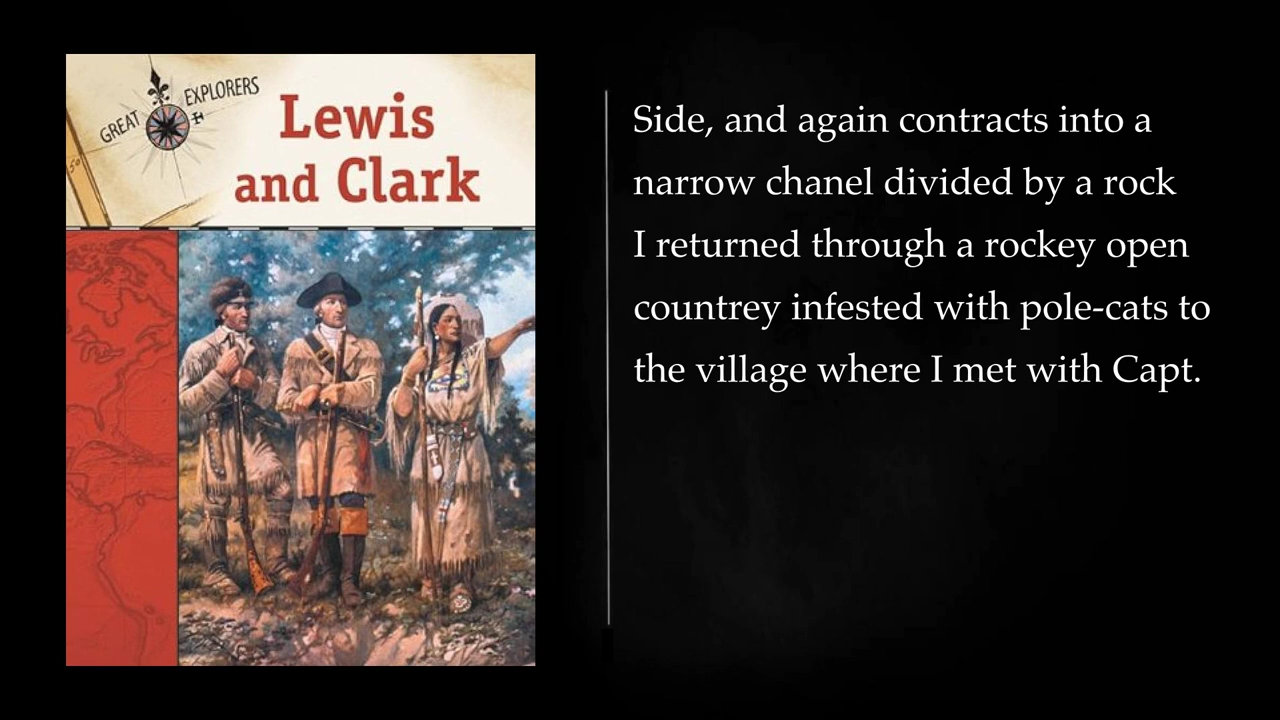 GREAT EXPLORERS
Lewis
and Clark
Side, and again contracts into a
narrow chanel divided by a rock
I returned through a rockey open
countrey infested with pole-cats to
the village where I met with Capt.